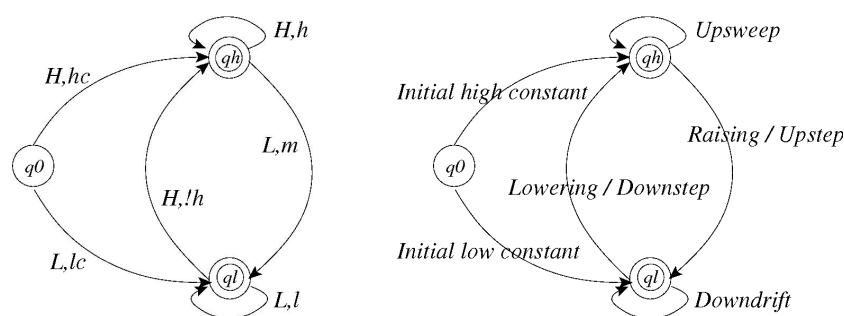 H,h
qh
H,hc
L,m
q0
H,!h
L,lc
ql
L,l
Upsweep
qh
Initial high constant
Raising / Upstep
q0
Lowering / Downstep
Initial low constant
ql
Downdrift